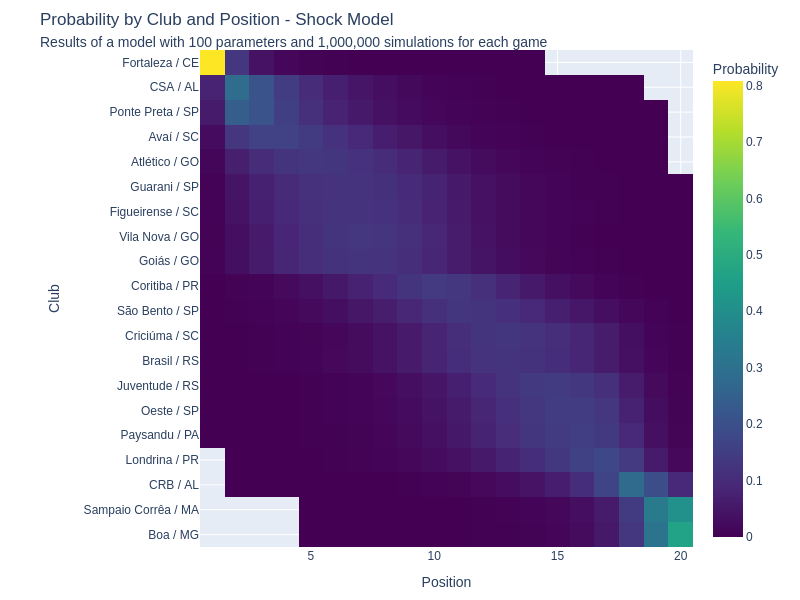 Probability by Club and Position - Shock Model
Results of a model with 100 parameters and 1,000,000 simulations for each game
Probability
Fortaleza / CE
CSA / AL
Ponte Preta / SP
Avaí / SC
Atlético / GO
Guarani / SP
Figueirense / SC
Vila Nova / GO
Goiás / GO
Coritiba / PR
São Bento / SP
Criciúma / SC
Brasil / RS
Juventude / RS
Oeste / SP
Paysandu / PA
Londrina / PR
CRB / AL
Sampaio Corrêa / MA
Boa / MG
Club
5
10
15
20
Position
0.8
0.7
0.6
0.5
0.4
0.3
0.2
0.1
0